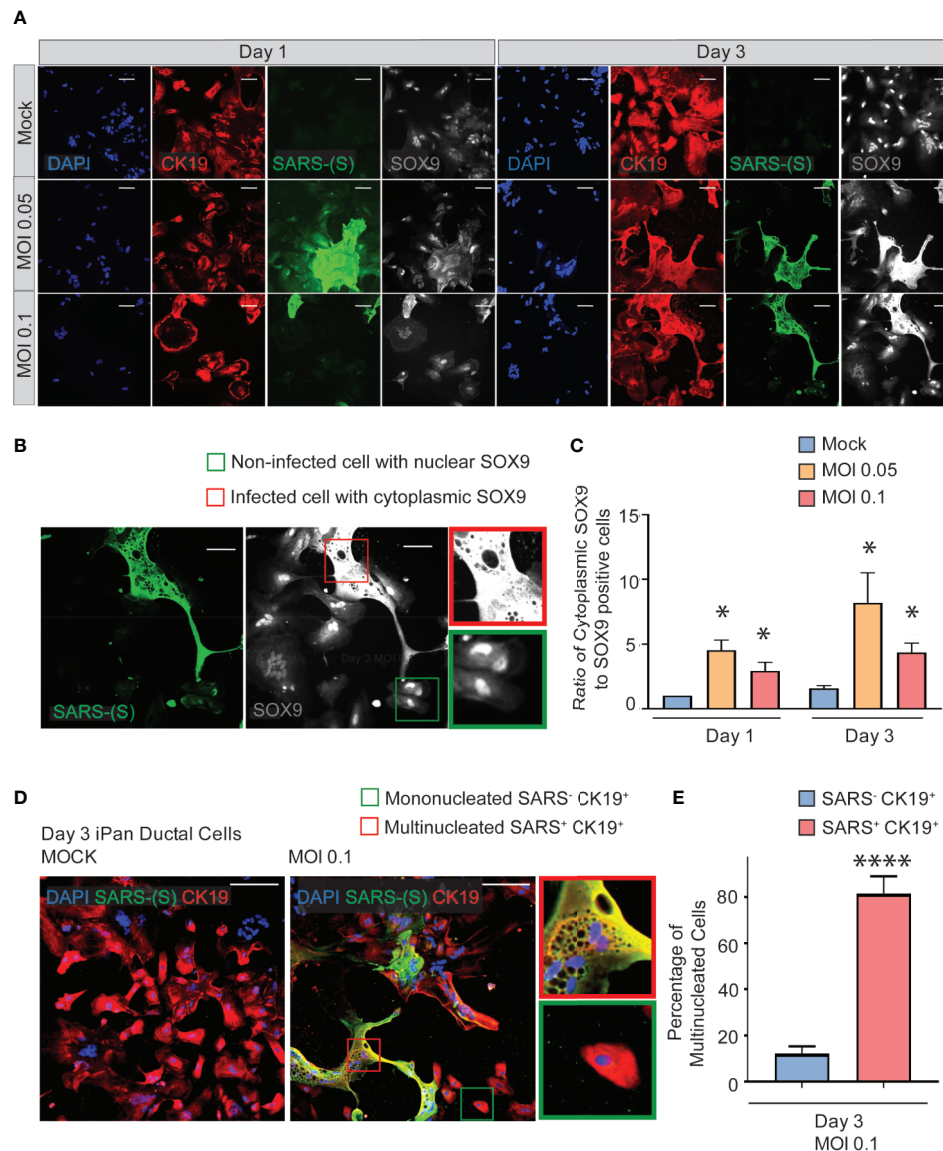 A
Day 1
Day 3
Mock
DAPI
CK19
SARS-(S)
SOX9
DAPI
CK19
SARS-(S)
SOX9
MOI 0.05
MOI 0.1
B
Non-infected cell with nuclear SOX9
Infected cell with cytoplasmic SOX9
SARS-(S)
SOX9
Day 3 MOI
C
Mock
MOI 0.05
MOI 0.1
Ratio of Cytoplasmic SOX9
to SOX9 positive cells
15
10
5
0
*
*
*
*
Day 1
Day 3
D
Mononucleated SARS⁻ CK19⁺
Multinucleated SARS⁺ CK19⁺
Day 3 iPan Ductal Cells
MOCK
MOI 0.1
DAPI SARS-(S) CK19
DAPI SARS-(S) CK19
E
SARS⁻ CK19⁺
SARS⁺ CK19⁺
Percentage of
Multinucleated Cells
80
60
40
20
0
****
Day 3
MOI 0.1